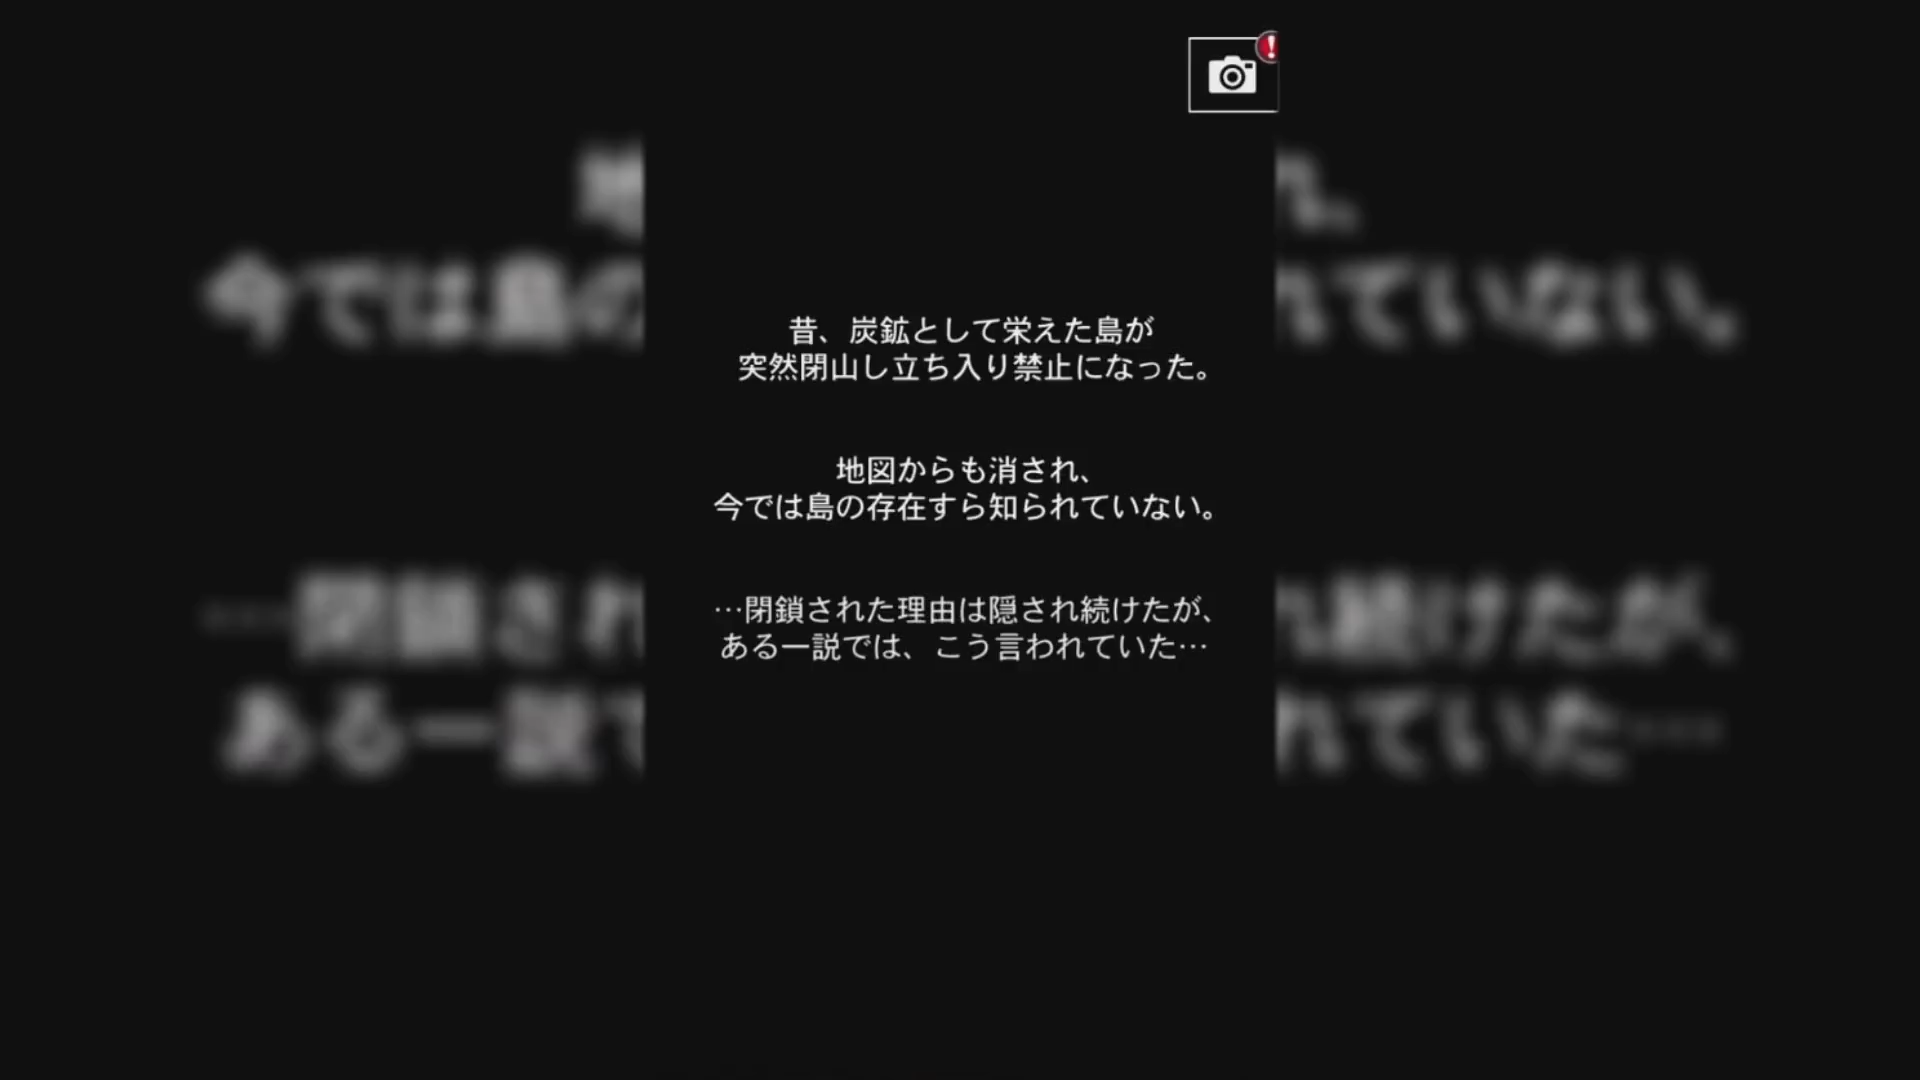 昔、炭鉱として栄えた島が
突然閉山し立ち入り禁止になった。
地図からも消され、
今では島の存在すら知られていない。
…閉鎖された理由は隠され続けたが、
ある一説では、こう言われていた…